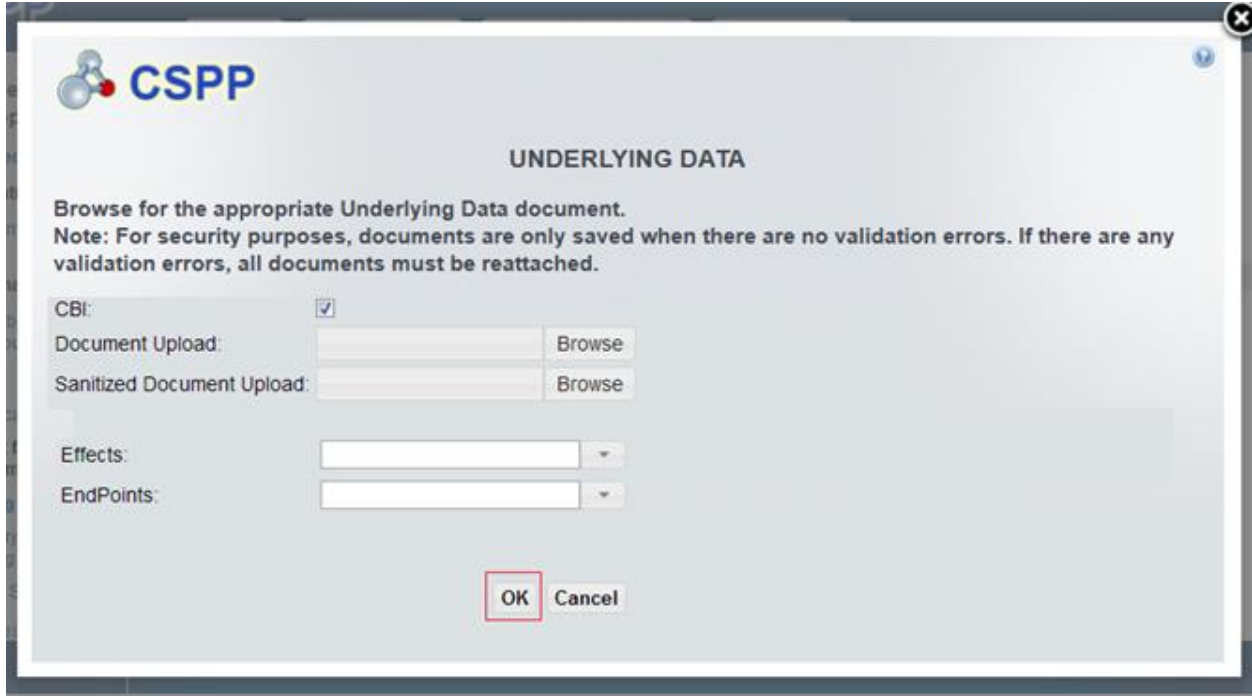 CSPP
UNDERLYING DATA
Browse for the appropriate Underlying Data document.
Note: For security purposes, documents are only saved when there are no validation errors. If there are any
validation errors, all documents must be reattached.
CBI:
Document Upload: Browse
Sanitized Document Upload: Browse
Effects:
EndPoints:
OK Cancel